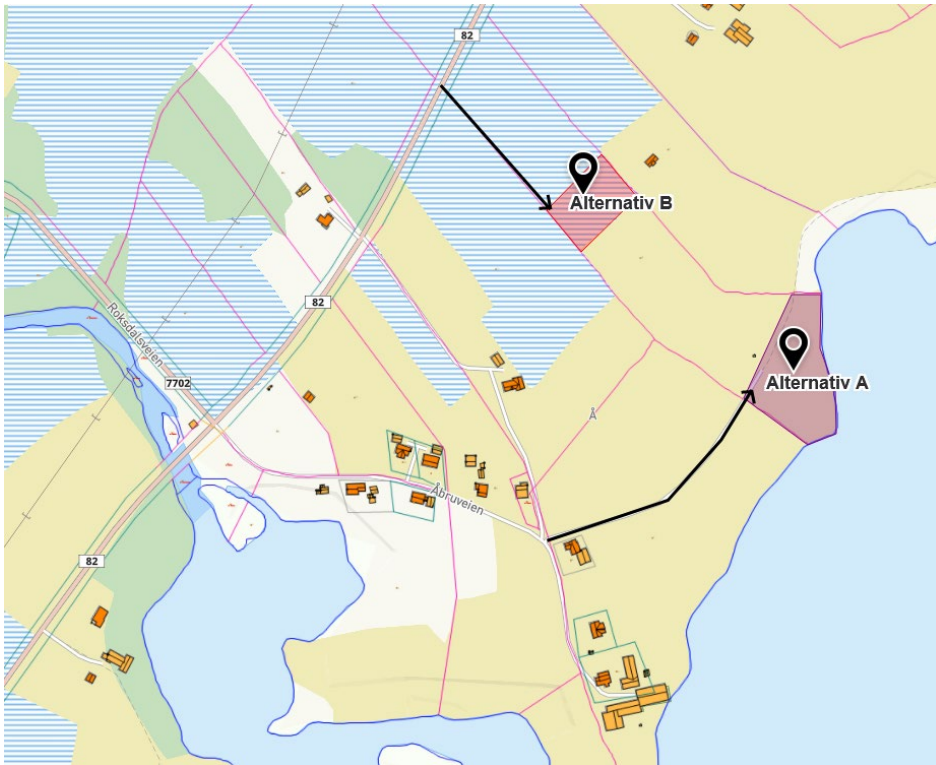 82
Alternativ B
82
Roksdalsveien
7702
Alternativ A
Å
Åbruveien
82